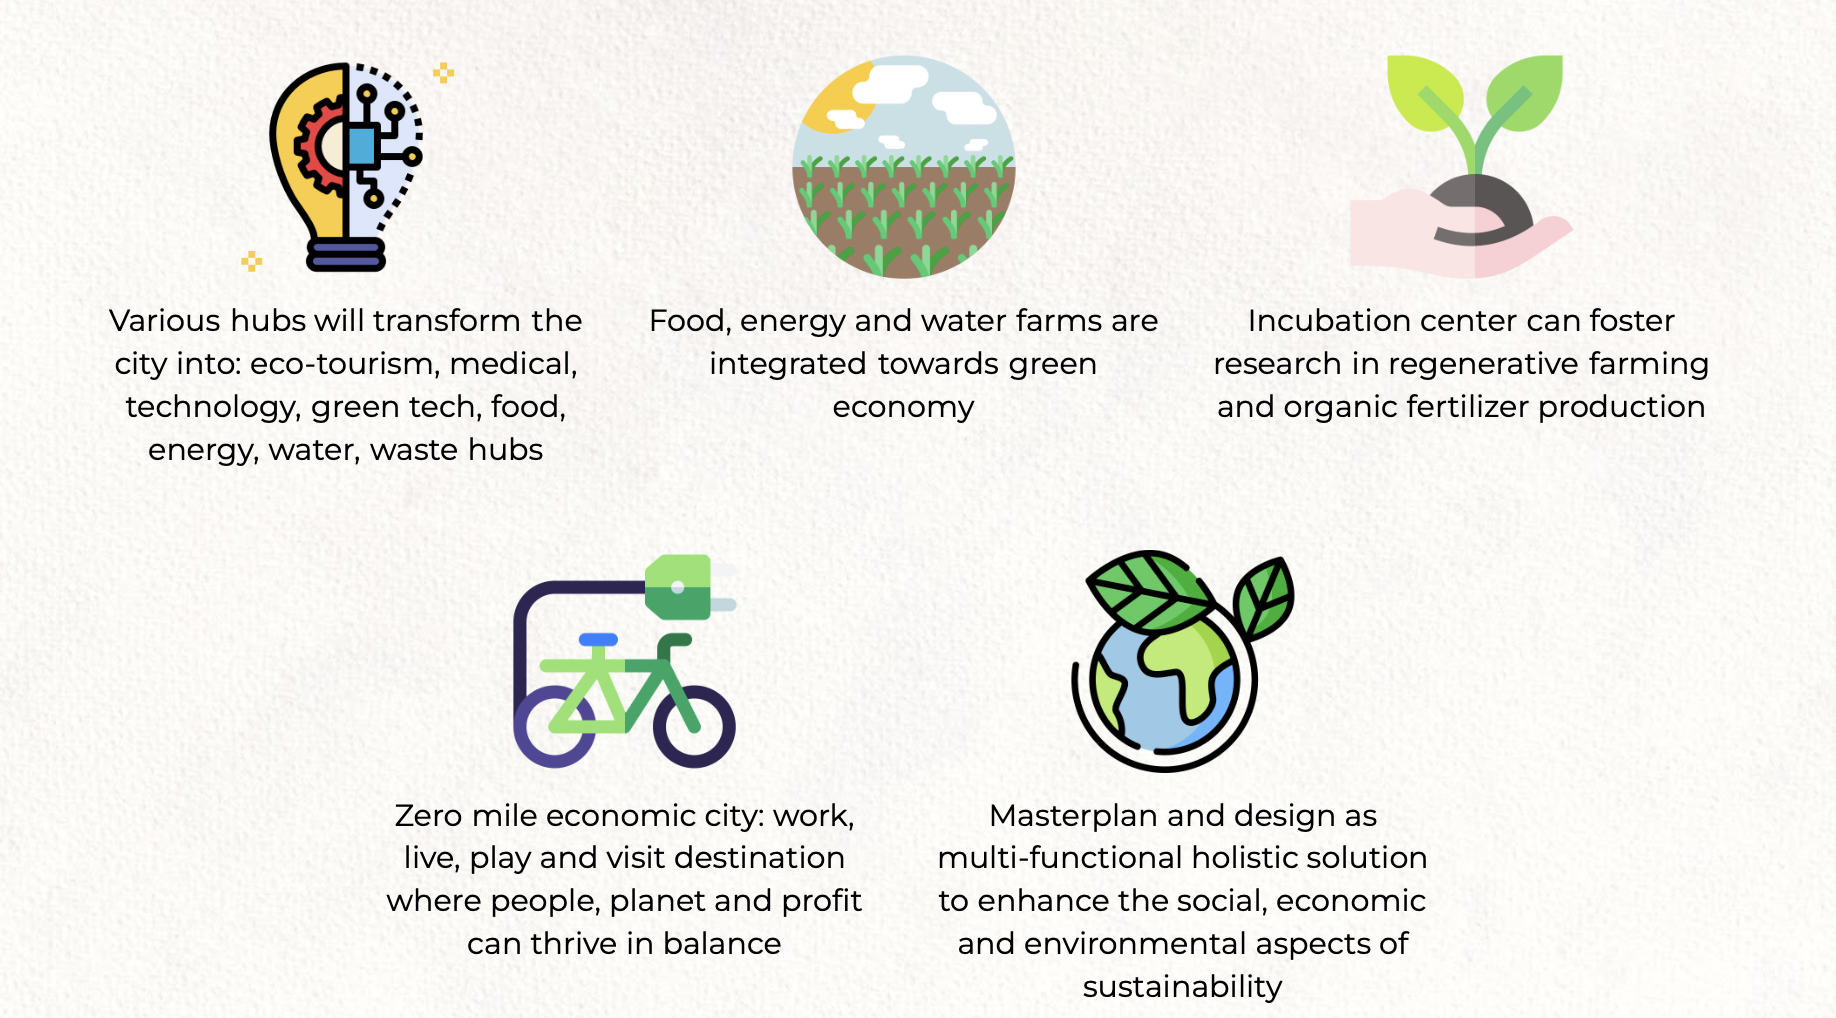 Various hubs will transform the
city into: eco-tourism, medical,
technology, green tech, food,
energy, water, waste hubs
Food, energy and water farms are
integrated towards green
economy
Incubation center can foster
research in regenerative farming
and organic fertilizer production
Zero mile economic city: work,
live, play and visit destination
where people, planet and profit
can thrive in balance
Masterplan and design as
multi-functional holistic solution
to enhance the social, economic
and environmental aspects of
sustainability